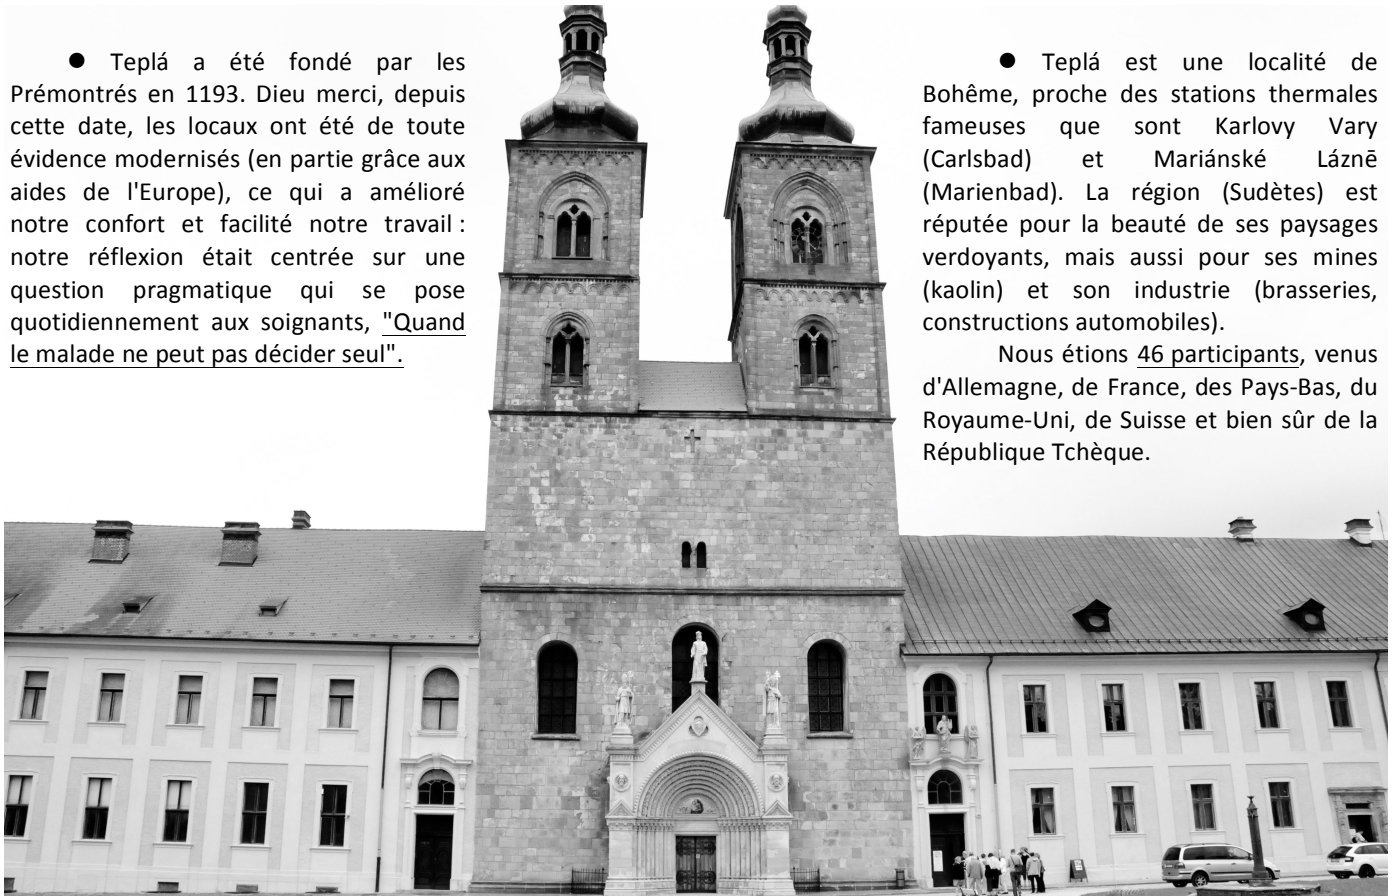 ● Teplá a été fondé par les
Prémontrés en 1193. Dieu merci, depuis
cette date, les locaux ont été de toute
évidence modernisés (en partie grâce aux
aides de l'Europe), ce qui a amélioré
notre confort et facilité notre travail :
notre réflexion était centrée sur une
question pragmatique qui se pose
quotidiennement aux soignants, "Quand
le malade ne peut pas décider seul".
● Teplá est une localité de
Bohême, proche des stations thermales
fameuses que sont Karlovy Vary
(Carlsbad) et Mariánské Láznē
(Marienbad). La région (Sudètes) est
réputée pour la beauté de ses paysages
verdoyants, mais aussi pour ses mines
(kaolin) et son industrie (brasseries,
constructions automobiles).
Nous étions 46 participants, venus
d'Allemagne, de France, des Pays-Bas, du
Royaume-Uni, de Suisse et bien sûr de la
République Tchèque.